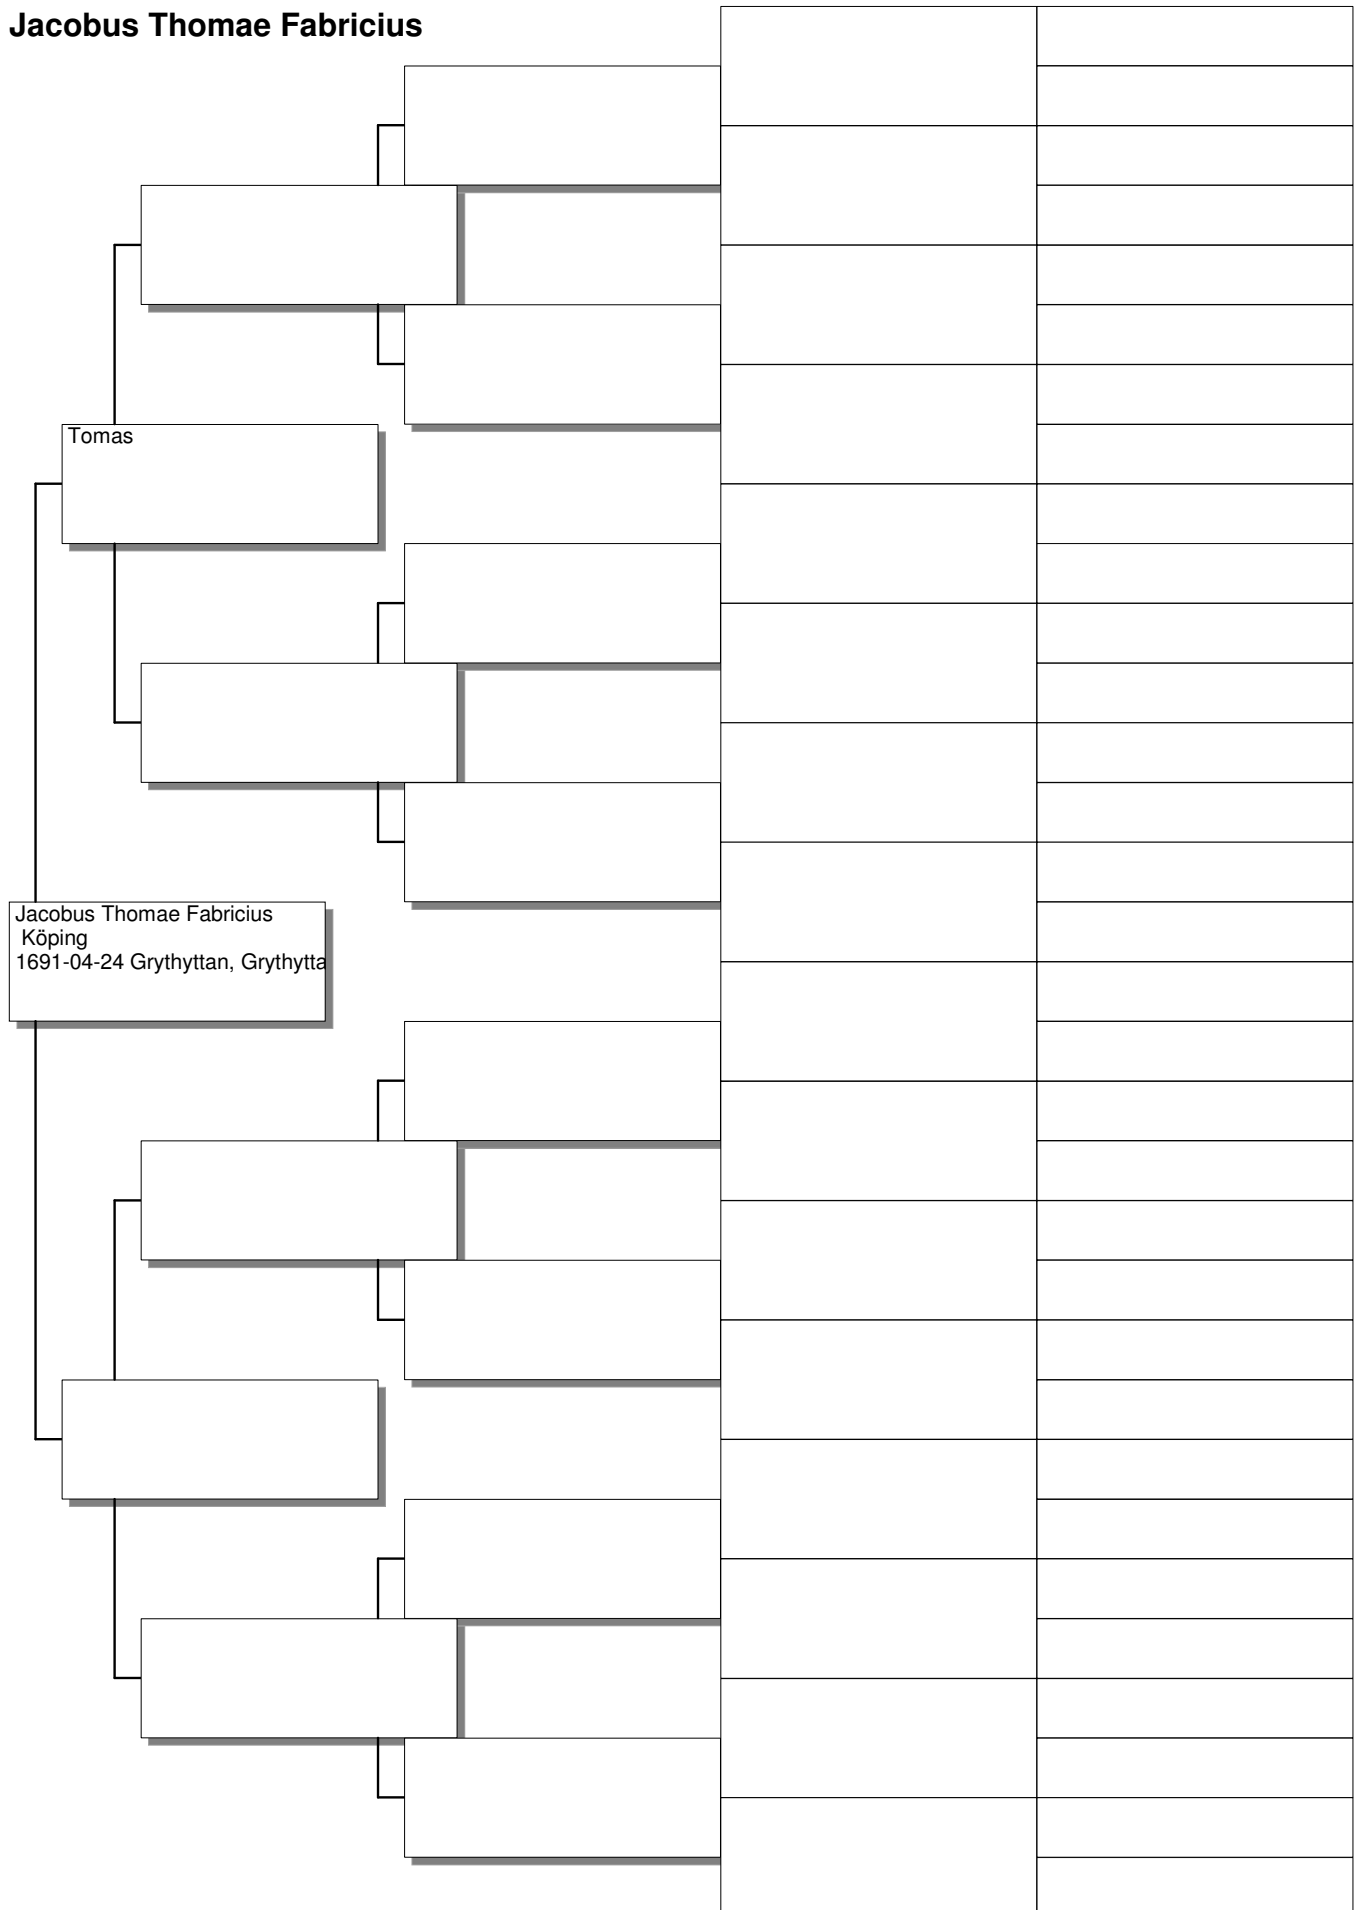 Jacobus Thomae Fabricius
Tomas
Jacobus Thomae Fabricius
Köping
1691-04-24 Grythyttan, Grythytta